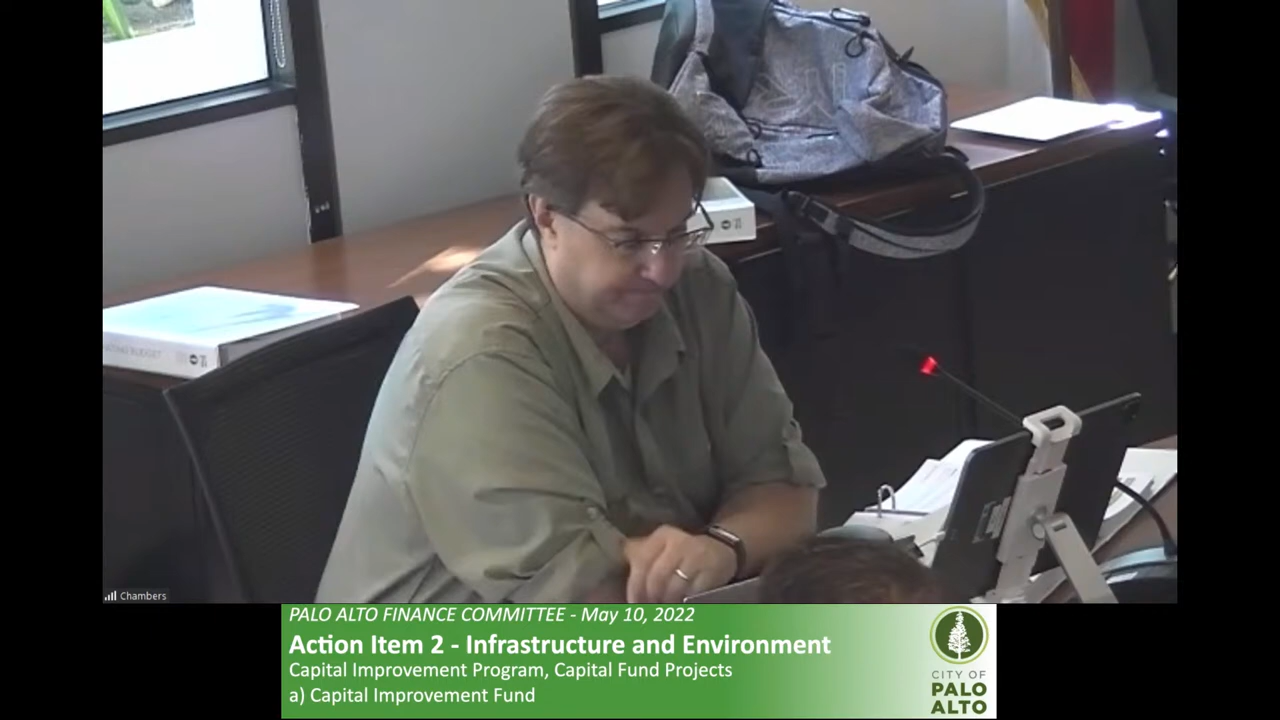 Chambers
PALO ALTO FINANCE COMMITTEE - May 10, 2022
Action Item 2 - Infrastructure and Environment
Capital Improvement Program, Capital Fund Projects
a) Capital Improvement Fund
CITY OF
PALO
ALTO